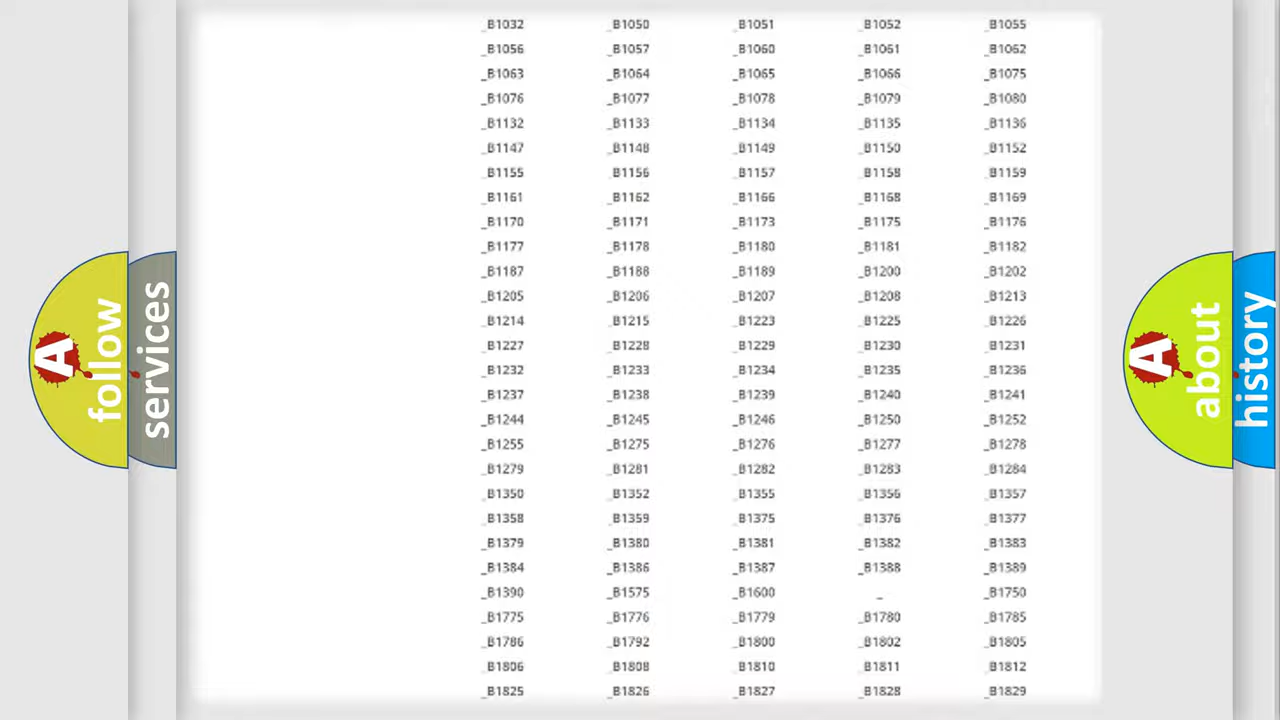 _B1032 _B1050 _B1051 _B1052 _B1055
_B1056 _B1057 _B1060 _B1061 _B1062
_B1063 _B1064 _B1065 _B1066 _B1075
_B1076 _B1077 _B1078 _B1079 _B1080
_B1132 _B1133 _B1134 _B1135 _B1136
_B1147 _B1148 _B1149 _B1150 _B1152
_B1155 _B1156 _B1157 _B1158 _B1159
_B1161 _B1162 _B1166 _B1168 _B1169
_B1170 _B1171 _B1173 _B1175 _B1176
_B1177 _B1178 _B1180 _B1181 _B1182
_B1187 _B1188 _B1189 _B1200 _B1202
_B1205 _B1206 _B1207 _B1208 _B1213
_B1214 _B1215 _B1223 _B1225 _B1226
_B1227 _B1228 _B1229 _B1230 _B1231
_B1232 _B1233 _B1234 _B1235 _B1236
_B1237 _B1238 _B1239 _B1240 _B1241
_B1244 _B1245 _B1246 _B1250 _B1252
_B1255 _B1275 _B1276 _B1277 _B1278
_B1279 _B1281 _B1282 _B1283 _B1284
_B1350 _B1352 _B1355 _B1356 _B1357
_B1358 _B1359 _B1375 _B1376 _B1377
_B1379 _B1380 _B1381 _B1382 _B1383
_B1384 _B1386 _B1387 _B1388 _B1389
_B1390 _B1575 _B1600 _ _B1750
_B1775 _B1776 _B1779 _B1780 _B1785
_B1786 _B1792 _B1800 _B1802 _B1805
_B1806 _B1808 _B1810 _B1811 _B1812
_B1825 _B1826 _B1827 _B1828 _B1829
A follow
services
A about
history